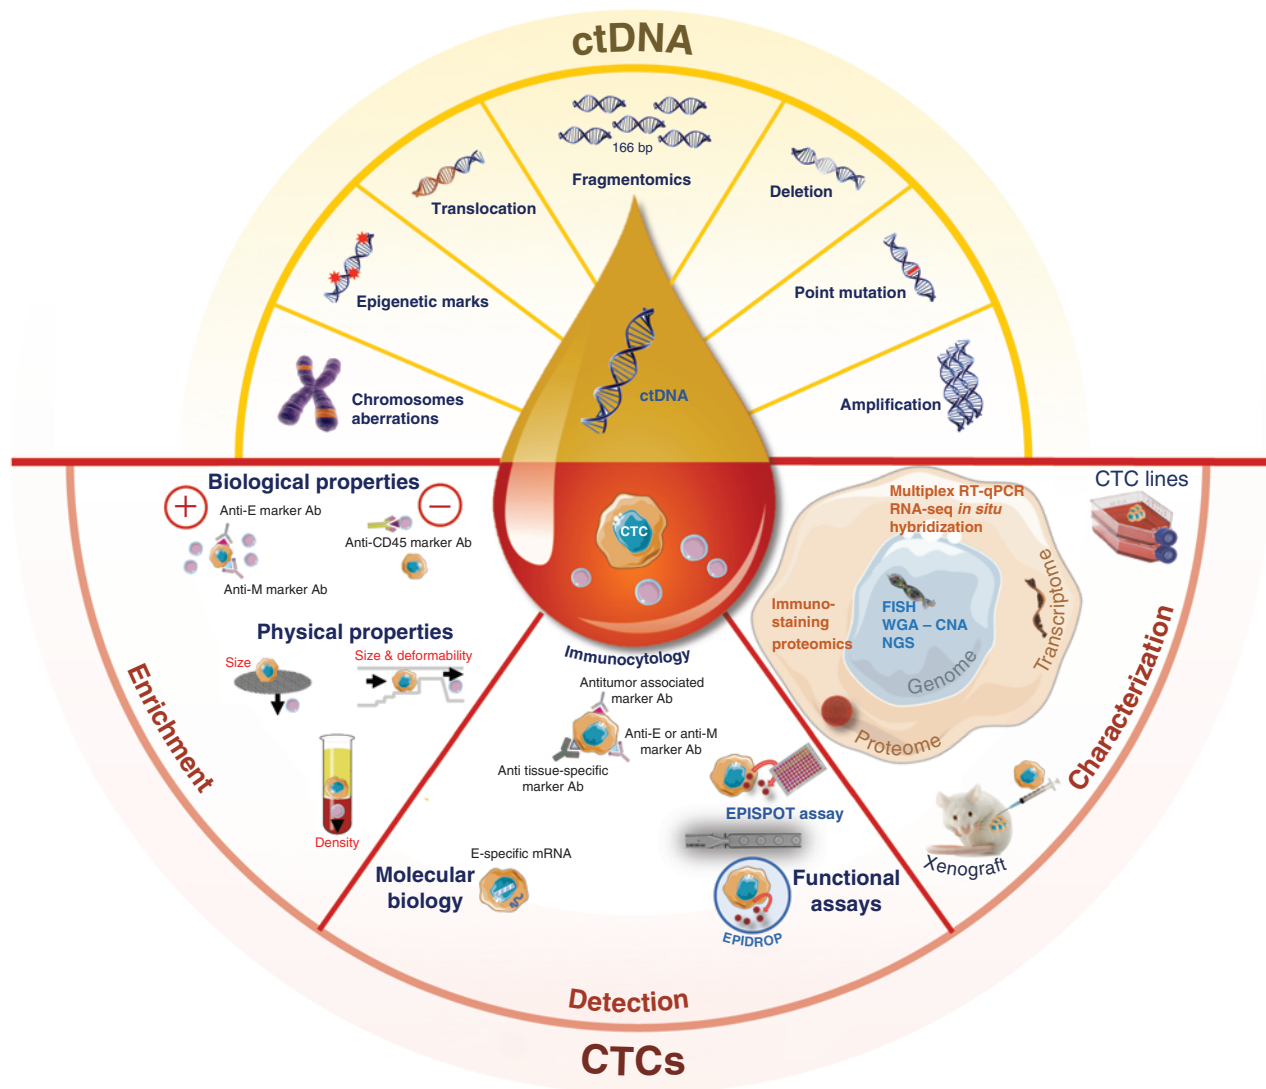 ctDNA
166 bp
Fragmentomics
Translocation
Deletion
Epigenetic marks
Point mutation
Chromosomes
aberrations
Amplification
ctDNA
CTC
Biological properties
+
−
Anti-E marker Ab
Anti-CD45 marker Ab
Anti-M marker Ab
Physical properties
Size
Size & deformability
Density
Enrichment
Immunocytology
Antitumor associated
marker Ab
Anti-E or anti-M
marker Ab
Anti tissue-specific
marker Ab
EPISPOT assay
E-specific mRNA
Molecular
biology
Functional
assays
EPIDROP
Detection
CTC lines
Multiplex RT-qPCR
RNA-seq in situ
hybridization
Immuno-
staining
proteomics
FISH
WGA – CNA
NGS
Genome
Transcriptome
Proteome
Xenograft
Characterization
CTCs